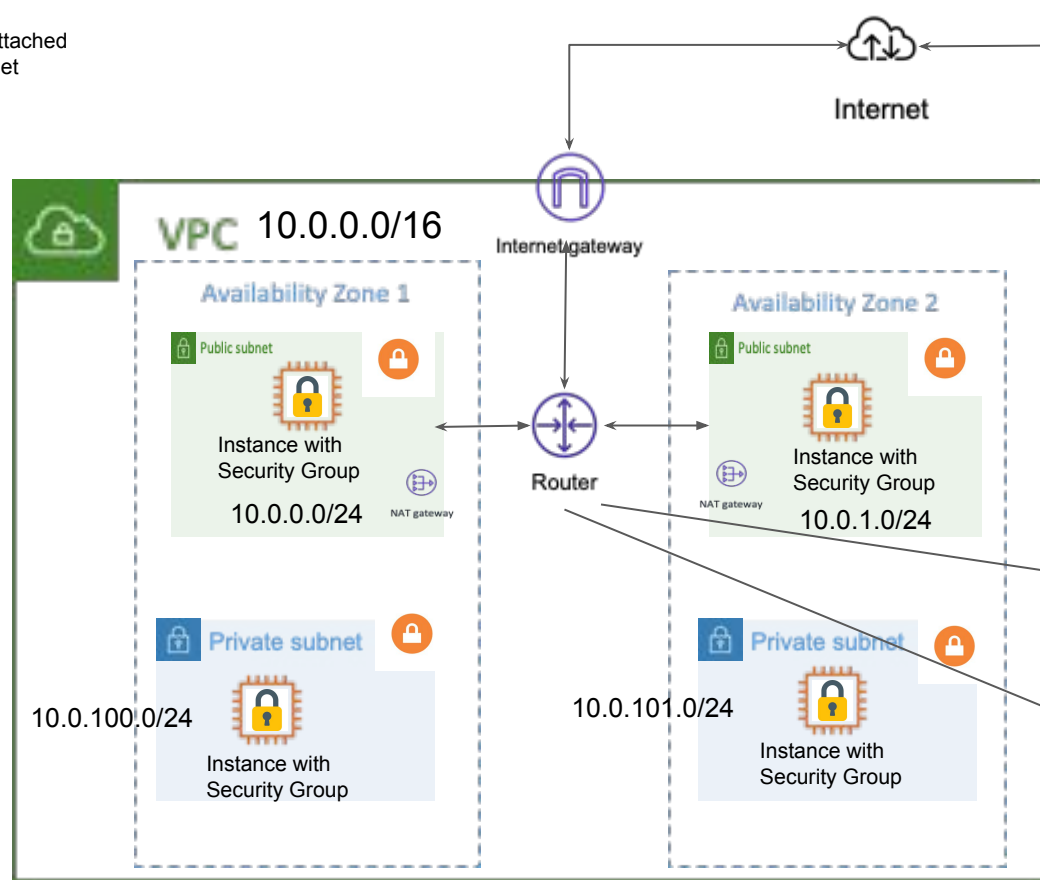 ttached
et
Internet
VPC 10.0.0.0/16
Internet gateway
Availability Zone 1
Public subnet
Instance with
Security Group
10.0.0.0/24
NAT gateway
Router
Availability Zone 2
Public subnet
Instance with
Security Group
10.0.1.0/24
NAT gateway
Private subnet
10.0.100.0/24
Instance with
Security Group
Private subnet
10.0.101.0/24
Instance with
Security Group